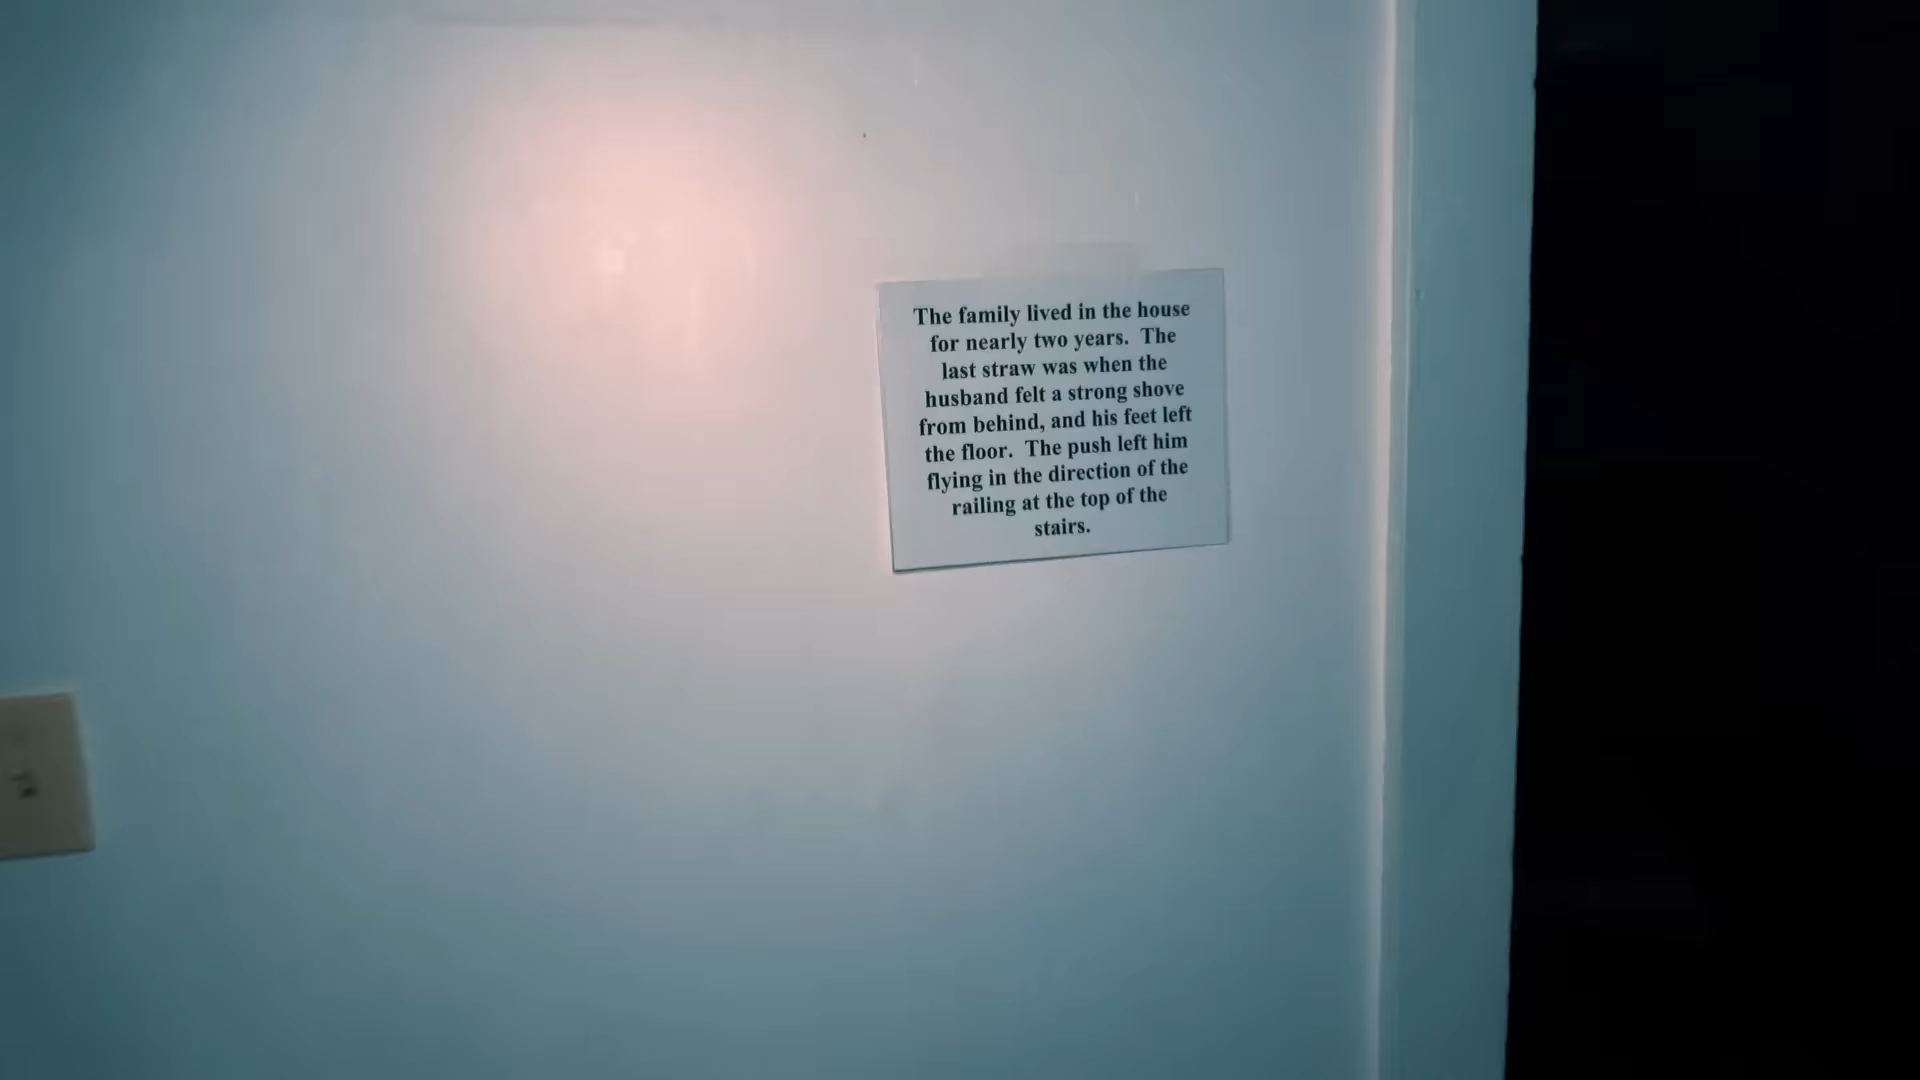 The family lived in the house
for nearly two years.  The
last straw was when the
husband felt a strong shove
from behind, and his feet left
the floor.  The push left him
flying in the direction of the
railing at the top of the
stairs.